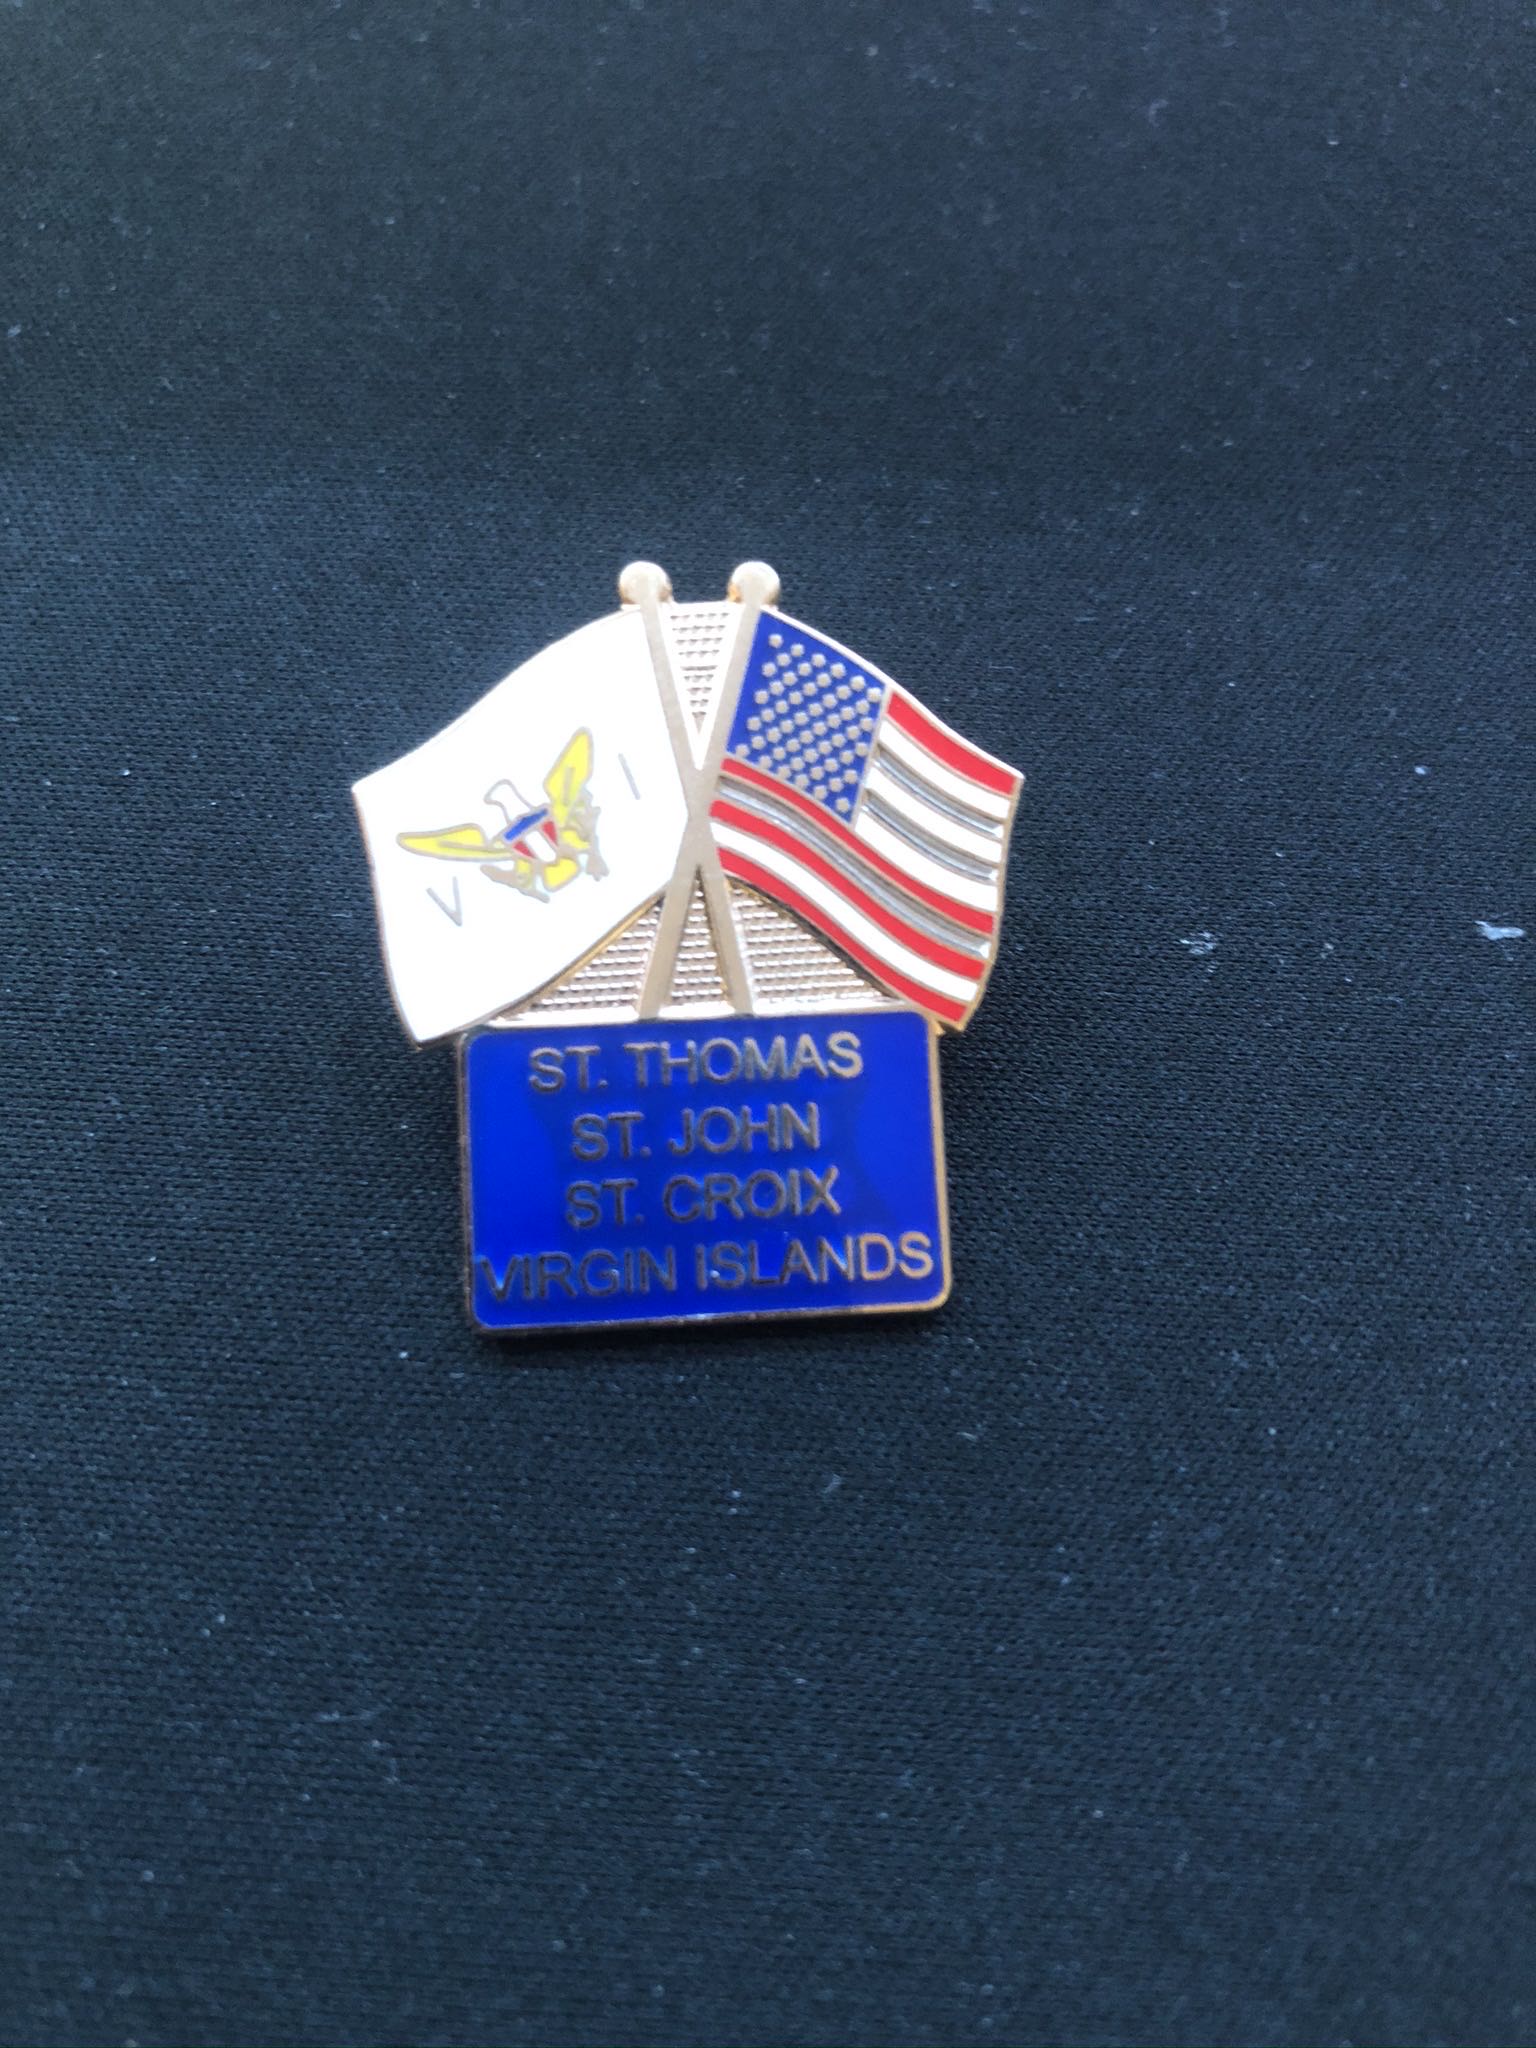 V I
ST. THOMAS
ST. JOHN
ST. CROIX
VIRGIN ISLANDS